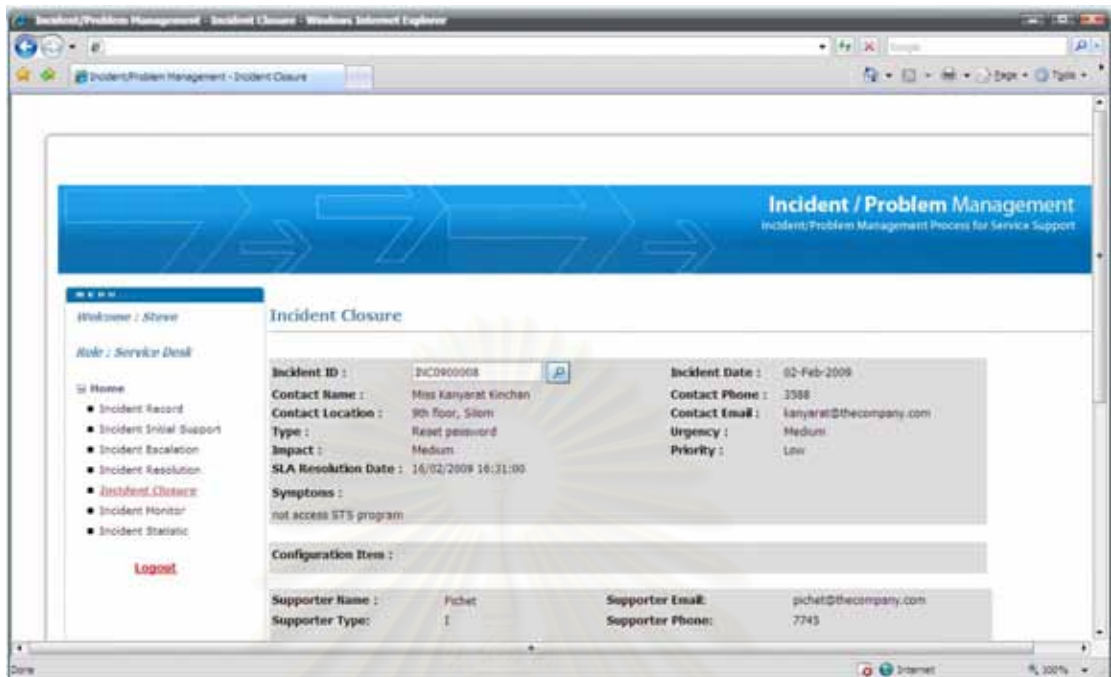 Incident/Problem Management - Incident Closure - Windows Internet Explorer
Google
Incident/Problem Management - Incident Closure
Page Tools
Incident / Problem Management
Incident/Problem Management Process for Service Support
MENU
Welcome : Steve
Role : Service Desk
Home
Incident Record
Incident Initial Support
Incident Escalation
Incident Resolution
Incident Closure
Incident Monitor
Incident Statistic
Logout
Incident Closure
Incident ID : INC0900008 Incident Date : 02-Feb-2009
Contact Name : Miss Kanyarat Kinchan Contact Phone : 3588
Contact Location : 9th floor, Silom Contact Email : kanyarat@thecompany.com
Type : Reset password Urgency : Medium
Impact : Medium Priority : Low
SLA Resolution Date : 16/02/2009 16:31:00
Symptoms :
not access STS program
Configuration Item :
Supporter Name : Pichet Supporter Email: pichet@thecompany.com
Supporter Type: I Supporter Phone: 7745
Done Internet 100%